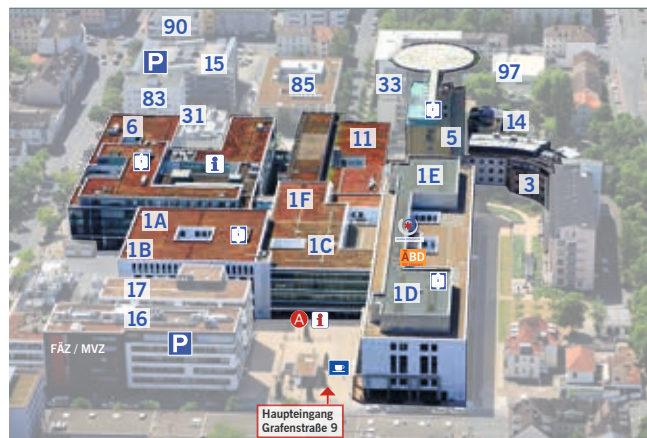 90
P
15
33
97
85
83
31
6
14
5
11
i
1E
3
1F
1A
1B
1C
ÄBD
1D
17
16
A
i
P
FÄZ / MVZ
Haupteingang
Grafenstraße 9